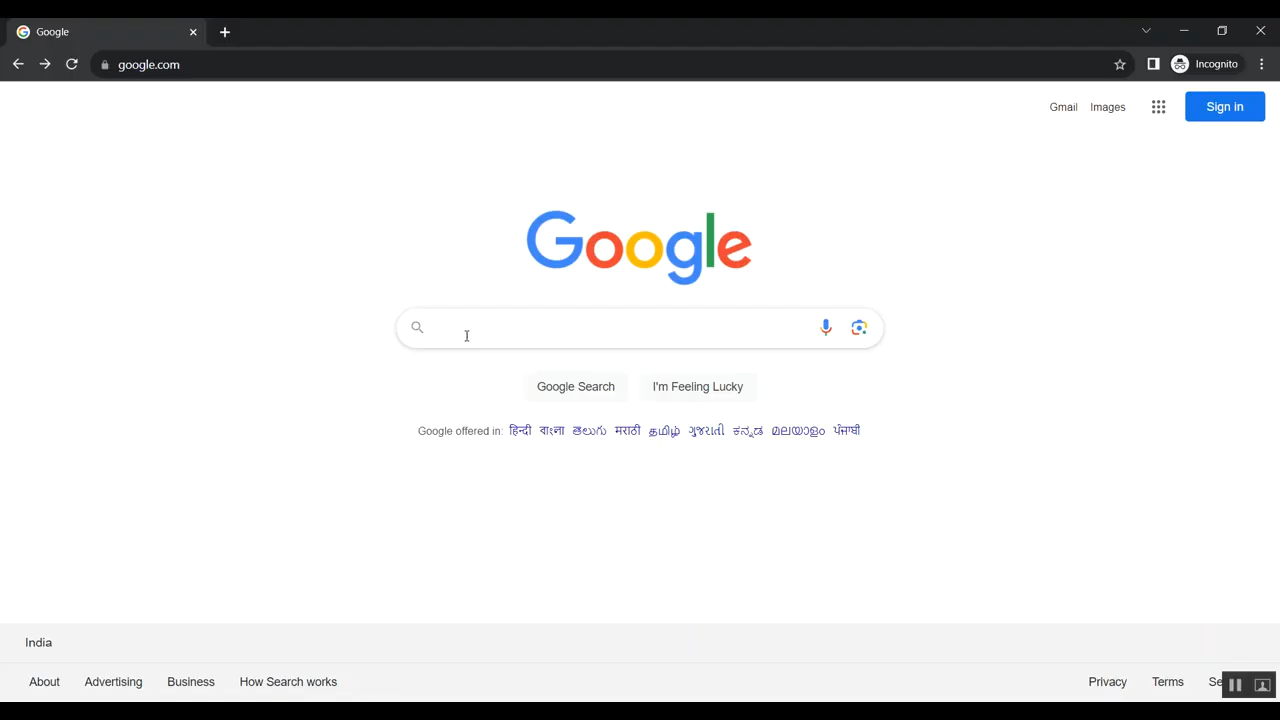 Google
google.com
Incognito
Gmail Images Sign in
Google
Google Search I'm Feeling Lucky
Google offered in: हिन्दी বাংলা తెలుగు मराठी தமிழ் ગુજરાતી ಕನ್ನಡ മലയാളം ਪੰਜਾਬੀ
India
About Advertising Business How Search works Privacy Terms